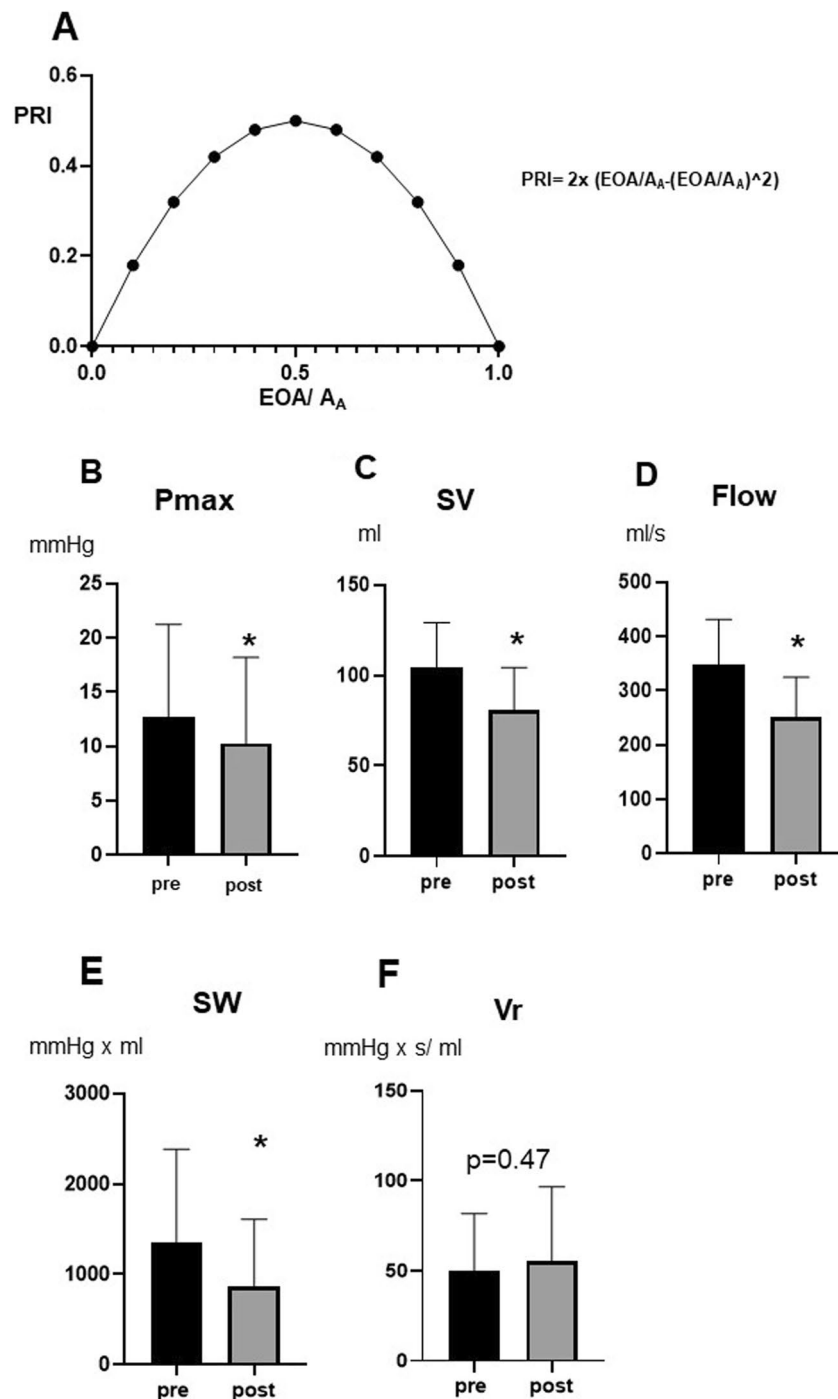 A
PRI
0.6
0.4
0.2
0.0
0.0 0.5 1.0
EOA/ A_A
PRI= 2x (EOA/A_A-(EOA/A_A)^2)
B
Pmax
mmHg
25
20
15
10
5
0
*
pre post
C
SV
ml
150
100
50
0
*
pre post
D
Flow
ml/s
500
400
300
200
100
0
*
pre post
E
SW
mmHg x ml
3000
2000
1000
0
*
pre post
F
Vr
mmHg x s/ ml
150
100
50
0
p=0.47
pre post